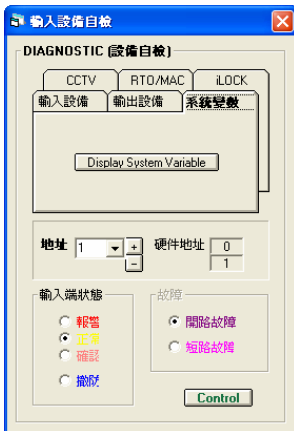 輸入設備自檢
DIAGNOSTIC (設備自檢)
CCTV RTO/MAC iLOCK
輸入設備 輸出設備 系統變數
Display System Variable
地址 1 + 硬件地址 0
- 1
輸入端狀態 故障
報警 開路故障
正常 短路故障
確認
撤防
Control